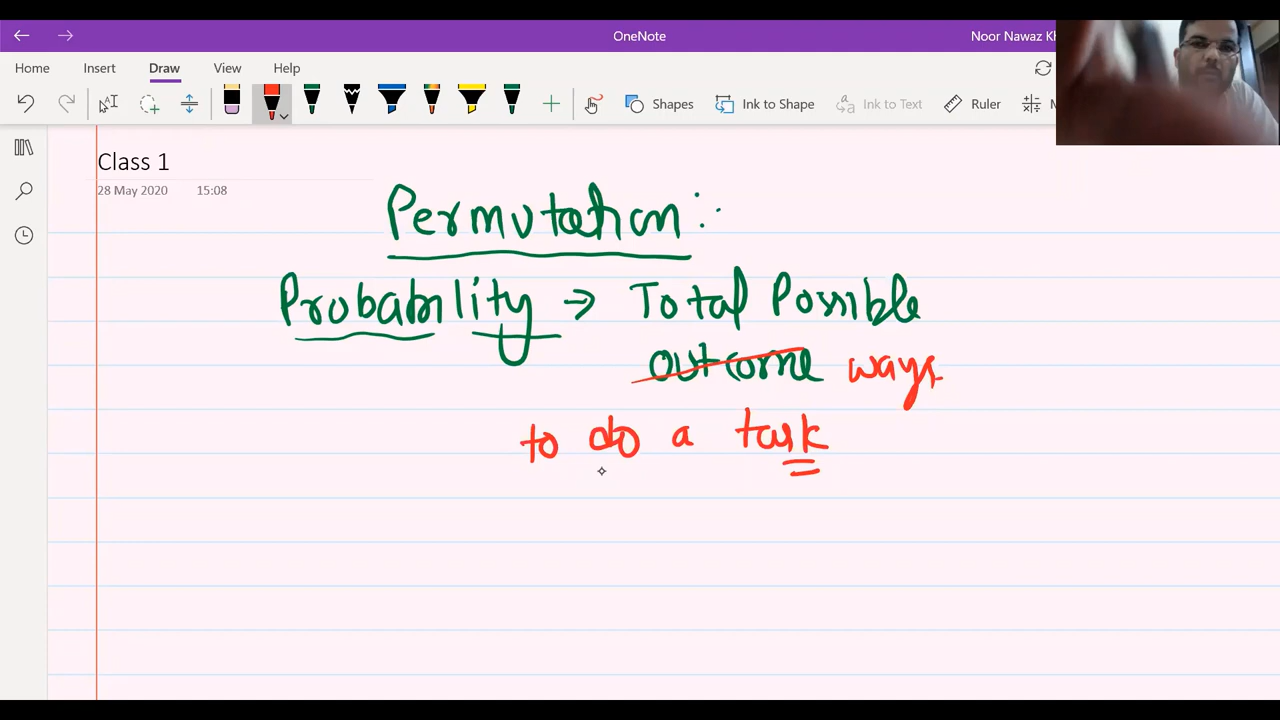 OneNote
Noor Nawaz Kh
Home Insert Draw View Help
Shapes Ink to Shape Ink to Text Ruler
Class 1
28 May 2020 15:08
Permutation :-
Probability → Total Possible
outcome ways
to do a task